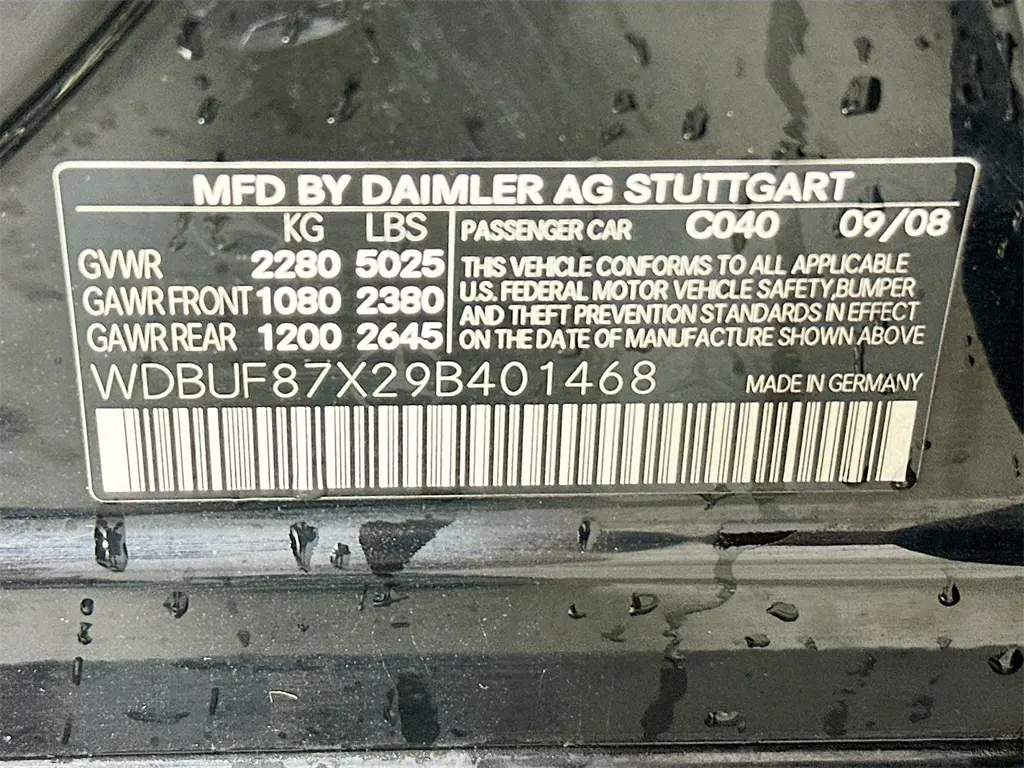 MFD BY DAIMLER AG STUTTGART
KG LBS
GVWR 2280 5025
GAWR FRONT 1080 2380
GAWR REAR 1200 2645
PASSENGER CAR C040 09/08
THIS VEHICLE CONFORMS TO ALL APPLICABLE
U.S. FEDERAL MOTOR VEHICLE SAFETY, BUMPER
AND THEFT PREVENTION STANDARDS IN EFFECT
ON THE DATE OF MANUFACTURE SHOWN ABOVE
WDBUF87X29B401468 MADE IN GERMANY